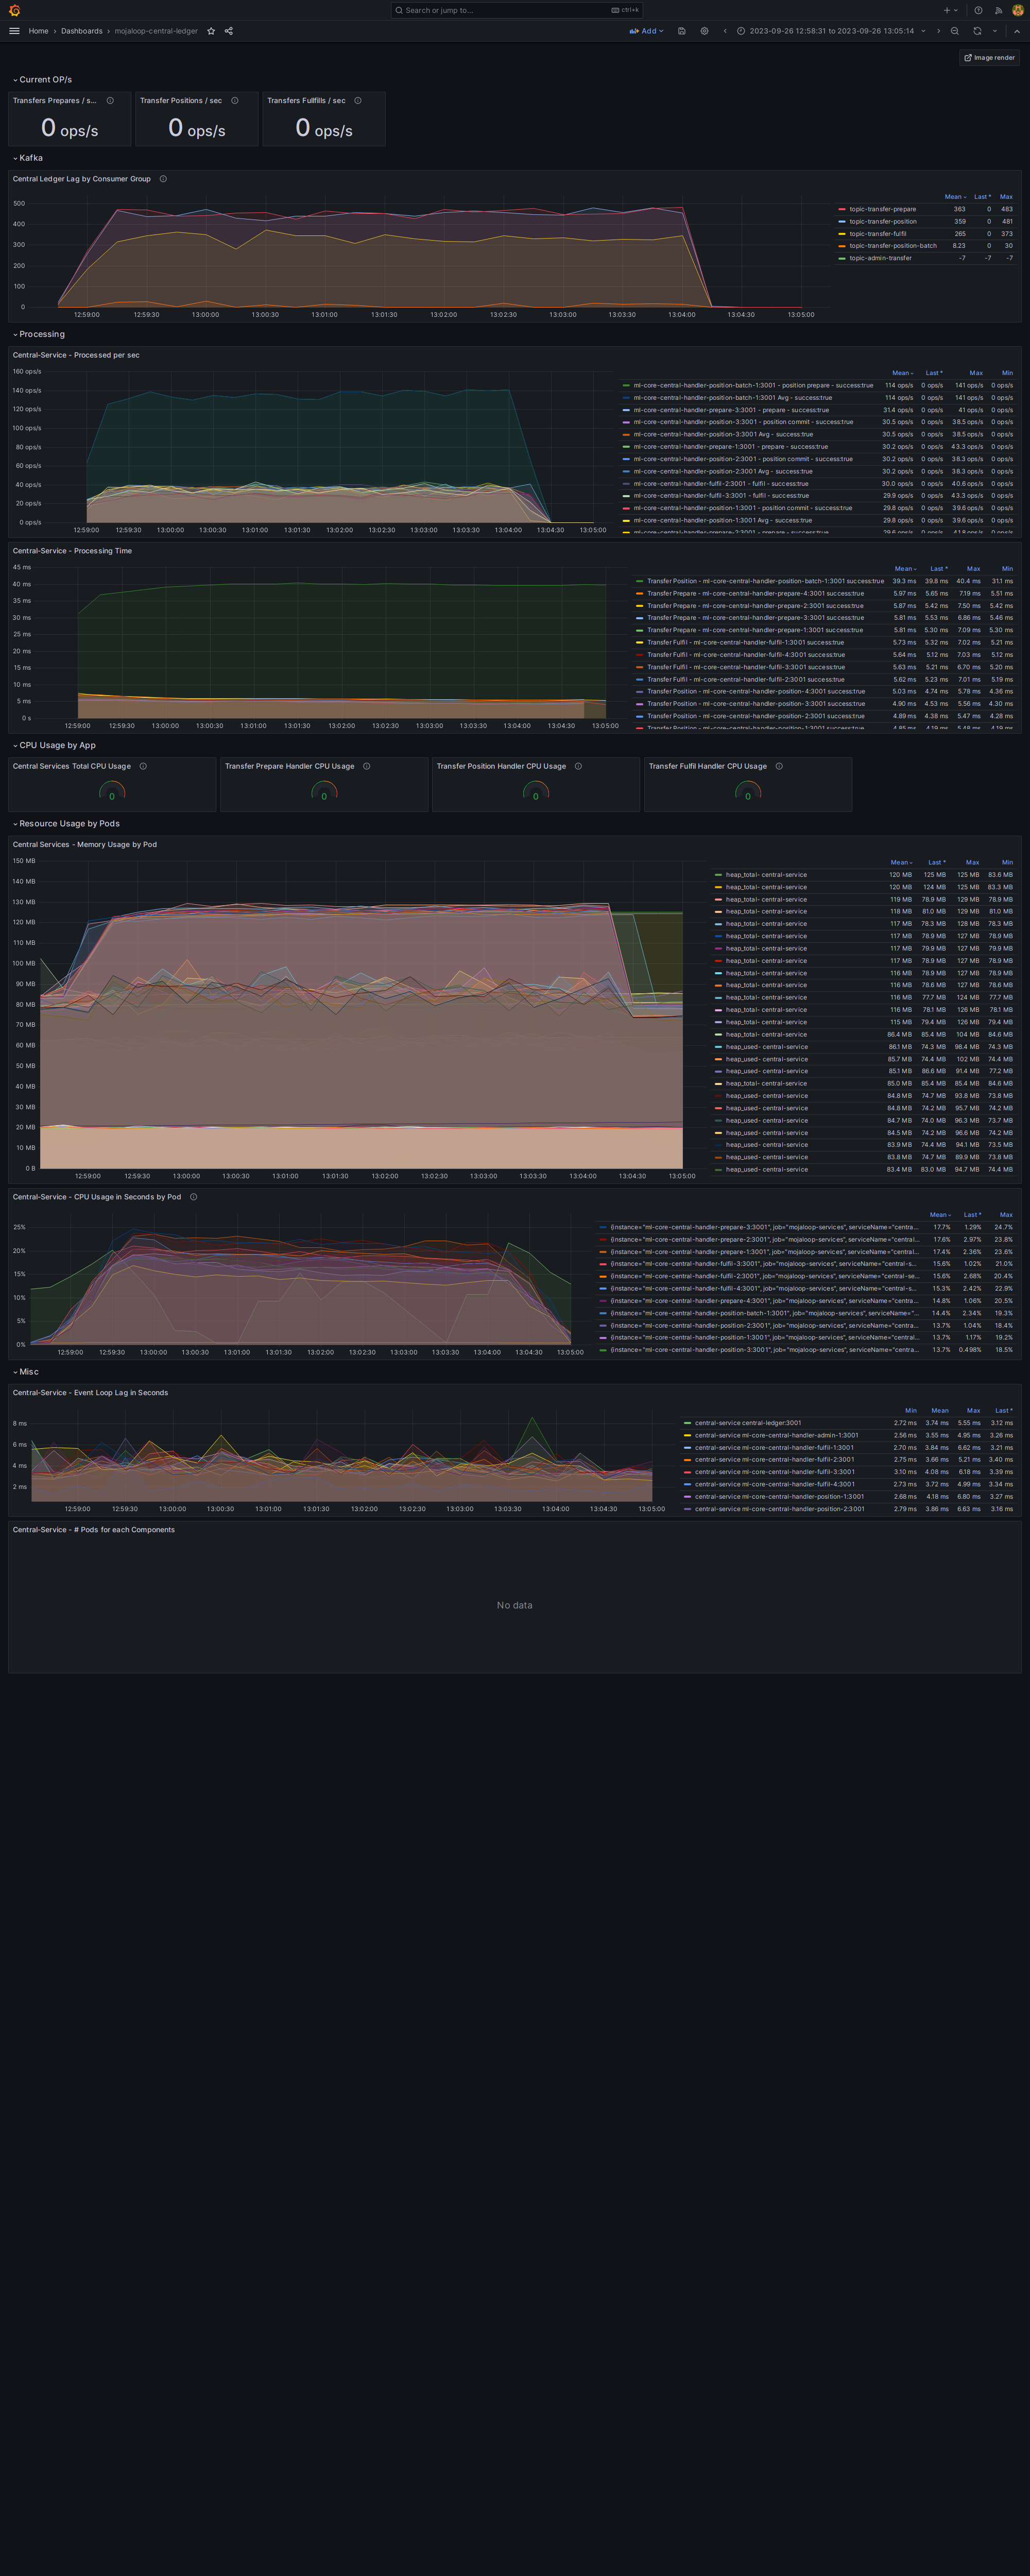 Search or jump to...
ctrl+k
Home › Dashboards › mojaloop-central-ledger
Add
2023-09-26 12:58:31 to 2023-09-26 13:05:14
Image render
Current OP/s
Transfers Prepares / s...
0 ops/s
Transfer Positions / sec
0 ops/s
Transfers Fullfills / sec
0 ops/s
Kafka
Central Ledger Lag by Consumer Group
500
400
300
200
100
0
12:59:00 12:59:30 13:00:00 13:00:30 13:01:00 13:01:30 13:02:00 13:02:30 13:03:00 13:03:30 13:04:00 13:04:30 13:05:00
Mean Last * Max
topic-transfer-prepare 363 0 483
topic-transfer-position 359 0 481
topic-transfer-fulfil 265 0 373
topic-transfer-position-batch 8.23 0 30
topic-admin-transfer -7 -7 -7
Processing
Central-Service - Processed per sec
160 ops/s
140 ops/s
120 ops/s
100 ops/s
80 ops/s
60 ops/s
40 ops/s
20 ops/s
0 ops/s
12:59:00 12:59:30 13:00:00 13:00:30 13:01:00 13:01:30 13:02:00 13:02:30 13:03:00 13:03:30 13:04:00 13:04:30 13:05:00
Mean Last * Max Min
ml-core-central-handler-position-batch-1:3001 - position prepare - success:true 114 ops/s 0 ops/s 141 ops/s 0 ops/s
ml-core-central-handler-position-batch-1:3001 Avg - success:true 114 ops/s 0 ops/s 141 ops/s 0 ops/s
ml-core-central-handler-prepare-3:3001 - prepare - success:true 31.4 ops/s 0 ops/s 41 ops/s 0 ops/s
ml-core-central-handler-position-3:3001 - position commit - success:true 30.5 ops/s 0 ops/s 38.5 ops/s 0 ops/s
ml-core-central-handler-position-3:3001 Avg - success:true 30.5 ops/s 0 ops/s 38.5 ops/s 0 ops/s
ml-core-central-handler-prepare-1:3001 - prepare - success:true 30.2 ops/s 0 ops/s 43.3 ops/s 0 ops/s
ml-core-central-handler-position-2:3001 - position commit - success:true 30.2 ops/s 0 ops/s 38.3 ops/s 0 ops/s
ml-core-central-handler-position-2:3001 Avg - success:true 30.2 ops/s 0 ops/s 38.3 ops/s 0 ops/s
ml-core-central-handler-fulfil-2:3001 - fulfil - success:true 30.0 ops/s 0 ops/s 40.6 ops/s 0 ops/s
ml-core-central-handler-fulfil-3:3001 - fulfil - success:true 29.9 ops/s 0 ops/s 43.3 ops/s 0 ops/s
ml-core-central-handler-position-1:3001 - position commit - success:true 29.8 ops/s 0 ops/s 39.6 ops/s 0 ops/s
ml-core-central-handler-position-1:3001 Avg - success:true 29.8 ops/s 0 ops/s 39.6 ops/s 0 ops/s
ml-core-central-handler-prepare-2:3001 - prepare - success:true 29.6 ops/s 0 ops/s 41.8 ops/s 0 ops/s
Central-Service - Processing Time
45 ms
40 ms
35 ms
30 ms
25 ms
20 ms
15 ms
10 ms
5 ms
0 s
12:59:00 12:59:30 13:00:00 13:00:30 13:01:00 13:01:30 13:02:00 13:02:30 13:03:00 13:03:30 13:04:00 13:04:30 13:05:00
Mean Last * Max Min
Transfer Position - ml-core-central-handler-position-batch-1:3001 success:true 39.3 ms 39.8 ms 40.4 ms 31.1 ms
Transfer Prepare - ml-core-central-handler-prepare-4:3001 success:true 5.97 ms 5.65 ms 7.19 ms 5.51 ms
Transfer Prepare - ml-core-central-handler-prepare-2:3001 success:true 5.87 ms 5.42 ms 7.50 ms 5.42 ms
Transfer Prepare - ml-core-central-handler-prepare-3:3001 success:true 5.81 ms 5.53 ms 6.86 ms 5.46 ms
Transfer Prepare - ml-core-central-handler-prepare-1:3001 success:true 5.81 ms 5.30 ms 7.09 ms 5.30 ms
Transfer Fulfil - ml-core-central-handler-fulfil-1:3001 success:true 5.73 ms 5.32 ms 7.02 ms 5.21 ms
Transfer Fulfil - ml-core-central-handler-fulfil-4:3001 success:true 5.64 ms 5.12 ms 7.03 ms 5.12 ms
Transfer Fulfil - ml-core-central-handler-fulfil-3:3001 success:true 5.63 ms 5.21 ms 6.70 ms 5.20 ms
Transfer Fulfil - ml-core-central-handler-fulfil-2:3001 success:true 5.62 ms 5.23 ms 7.01 ms 5.19 ms
Transfer Position - ml-core-central-handler-position-4:3001 success:true 5.03 ms 4.74 ms 5.78 ms 4.36 ms
Transfer Position - ml-core-central-handler-position-3:3001 success:true 4.90 ms 4.53 ms 5.56 ms 4.30 ms
Transfer Position - ml-core-central-handler-position-2:3001 success:true 4.89 ms 4.38 ms 5.47 ms 4.28 ms
Transfer Position - ml-core-central-handler-position-1:3001 success:true 4.85 ms 4.19 ms 5.48 ms 4.19 ms
CPU Usage by App
Central Services Total CPU Usage
0
Transfer Prepare Handler CPU Usage
0
Transfer Position Handler CPU Usage
0
Transfer Fulfil Handler CPU Usage
0
Resource Usage by Pods
Central Services - Memory Usage by Pod
150 MB
140 MB
130 MB
120 MB
110 MB
100 MB
90 MB
80 MB
70 MB
60 MB
50 MB
40 MB
30 MB
20 MB
10 MB
0 B
12:59:00 12:59:30 13:00:00 13:00:30 13:01:00 13:01:30 13:02:00 13:02:30 13:03:00 13:03:30 13:04:00 13:04:30 13:05:00
Mean Last * Max Min
heap_total- central-service 120 MB 125 MB 125 MB 83.6 MB
heap_total- central-service 120 MB 124 MB 125 MB 83.3 MB
heap_total- central-service 119 MB 78.9 MB 129 MB 78.9 MB
heap_total- central-service 118 MB 81.0 MB 129 MB 81.0 MB
heap_total- central-service 117 MB 78.3 MB 128 MB 78.3 MB
heap_total- central-service 117 MB 78.9 MB 127 MB 78.9 MB
heap_total- central-service 117 MB 79.9 MB 127 MB 79.9 MB
heap_total- central-service 117 MB 78.9 MB 127 MB 78.9 MB
heap_total- central-service 116 MB 78.9 MB 127 MB 78.9 MB
heap_total- central-service 116 MB 78.6 MB 127 MB 78.6 MB
heap_total- central-service 116 MB 77.7 MB 124 MB 77.7 MB
heap_total- central-service 116 MB 78.1 MB 126 MB 78.1 MB
heap_total- central-service 115 MB 79.4 MB 126 MB 79.4 MB
heap_total- central-service 86.4 MB 85.4 MB 104 MB 84.6 MB
heap_used- central-service 86.1 MB 74.3 MB 98.4 MB 74.3 MB
heap_used- central-service 85.7 MB 74.4 MB 102 MB 74.4 MB
heap_used- central-service 85.1 MB 86.6 MB 91.4 MB 77.2 MB
heap_total- central-service 85.0 MB 85.4 MB 85.4 MB 84.6 MB
heap_used- central-service 84.8 MB 74.7 MB 93.8 MB 73.8 MB
heap_used- central-service 84.8 MB 74.2 MB 95.7 MB 74.2 MB
heap_used- central-service 84.7 MB 74.0 MB 96.3 MB 73.7 MB
heap_used- central-service 84.5 MB 74.2 MB 96.6 MB 74.2 MB
heap_used- central-service 83.9 MB 74.4 MB 94.1 MB 73.5 MB
heap_used- central-service 83.8 MB 74.7 MB 89.9 MB 73.8 MB
heap_used- central-service 83.4 MB 83.0 MB 94.7 MB 74.4 MB
Central-Service - CPU Usage in Seconds by Pod
25%
20%
15%
10%
5%
0%
12:59:00 12:59:30 13:00:00 13:00:30 13:01:00 13:01:30 13:02:00 13:02:30 13:03:00 13:03:30 13:04:00 13:04:30 13:05:00
Mean Last * Max
{instance="ml-core-central-handler-prepare-3:3001", job="mojaloop-services", serviceName="centra... 17.7% 1.29% 24.7%
{instance="ml-core-central-handler-prepare-2:3001", job="mojaloop-services", serviceName="centra... 17.6% 2.97% 23.8%
{instance="ml-core-central-handler-prepare-1:3001", job="mojaloop-services", serviceName="central... 17.4% 2.36% 23.6%
{instance="ml-core-central-handler-fulfil-3:3001", job="mojaloop-services", serviceName="central-s... 15.6% 1.02% 21.0%
{instance="ml-core-central-handler-fulfil-2:3001", job="mojaloop-services", serviceName="central-se... 15.6% 2.68% 20.4%
{instance="ml-core-central-handler-fulfil-4:3001", job="mojaloop-services", serviceName="central-s... 15.3% 2.42% 22.9%
{instance="ml-core-central-handler-prepare-4:3001", job="mojaloop-services", serviceName="central... 14.8% 1.06% 20.5%
{instance="ml-core-central-handler-position-batch-1:3001", job="mojaloop-services", serviceName="... 14.4% 2.34% 19.3%
{instance="ml-core-central-handler-position-2:3001", job="mojaloop-services", serviceName="centra... 13.7% 1.04% 18.4%
{instance="ml-core-central-handler-position-1:3001", job="mojaloop-services", serviceName="central... 13.7% 1.17% 19.2%
{instance="ml-core-central-handler-position-3:3001", job="mojaloop-services", serviceName="centra... 13.7% 0.498% 18.5%
Misc
Central-Service - Event Loop Lag in Seconds
8 ms
6 ms
4 ms
2 ms
12:59:00 12:59:30 13:00:00 13:00:30 13:01:00 13:01:30 13:02:00 13:02:30 13:03:00 13:03:30 13:04:00 13:04:30 13:05:00
Min Mean Max Last *
central-service central-ledger:3001 2.72 ms 3.74 ms 5.55 ms 3.12 ms
central-service ml-core-central-handler-admin-1:3001 2.56 ms 3.55 ms 4.95 ms 3.26 ms
central-service ml-core-central-handler-fulfil-1:3001 2.70 ms 3.84 ms 6.62 ms 3.21 ms
central-service ml-core-central-handler-fulfil-2:3001 2.75 ms 3.66 ms 5.21 ms 3.40 ms
central-service ml-core-central-handler-fulfil-3:3001 3.10 ms 4.08 ms 6.18 ms 3.39 ms
central-service ml-core-central-handler-fulfil-4:3001 2.73 ms 3.72 ms 4.99 ms 3.34 ms
central-service ml-core-central-handler-position-1:3001 2.68 ms 4.18 ms 6.80 ms 3.27 ms
central-service ml-core-central-handler-position-2:3001 2.79 ms 3.86 ms 6.63 ms 3.16 ms
Central-Service - # Pods for each Components
No data